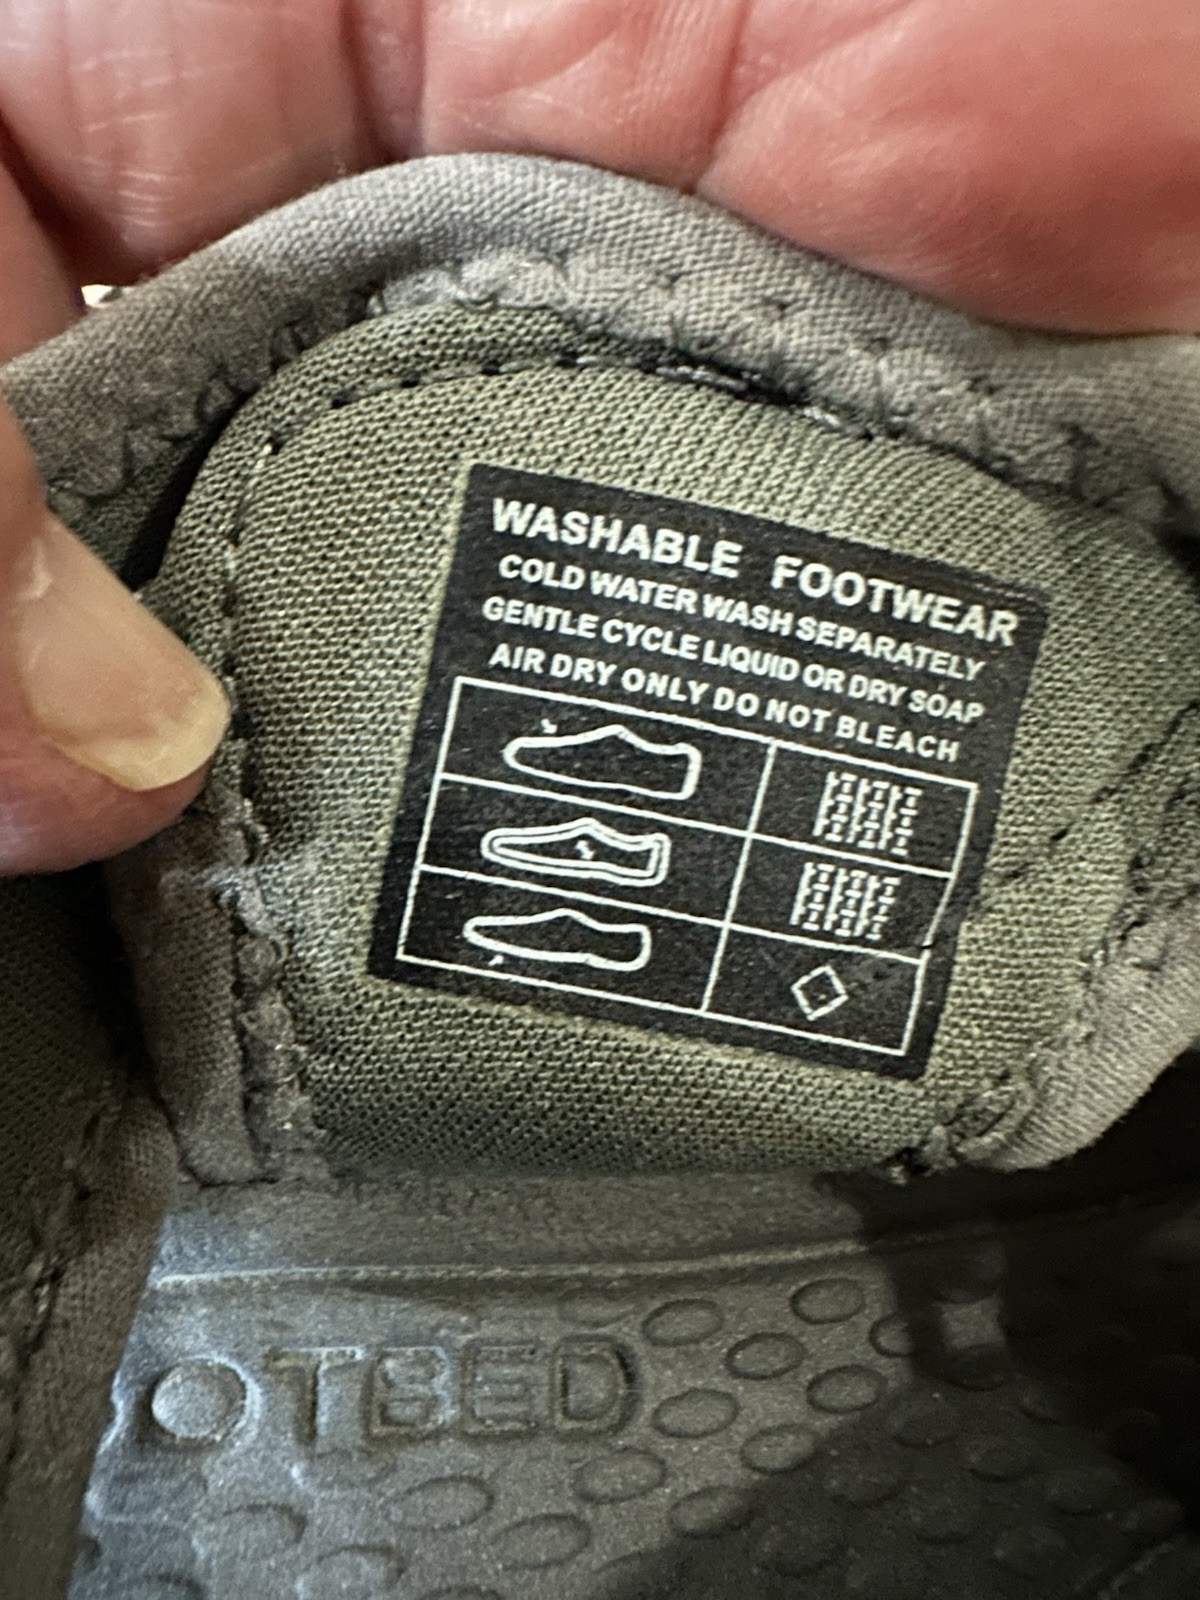 WASHABLE FOOTWEAR
COLD WATER WASH SEPARATELY
GENTLE CYCLE LIQUID OR DRY SOAP
AIR DRY ONLY DO NOT BLEACH
OTBED